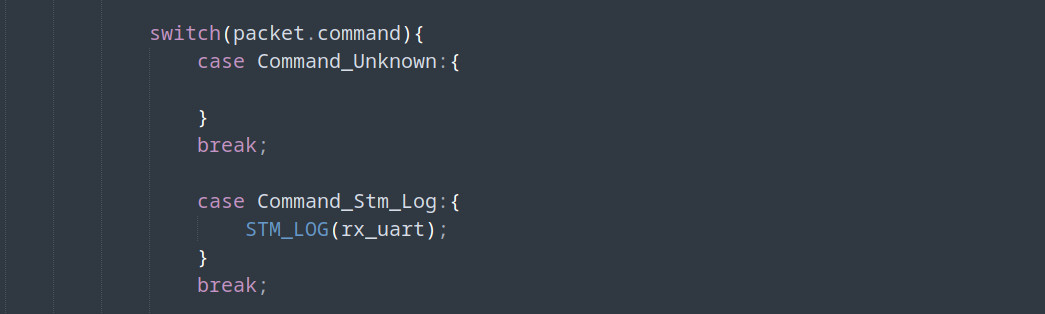 switch(packet.command){
case Command_Unknown:{
}
break;
case Command_Stm_Log:{
STM_LOG(rx_uart);
}
break;